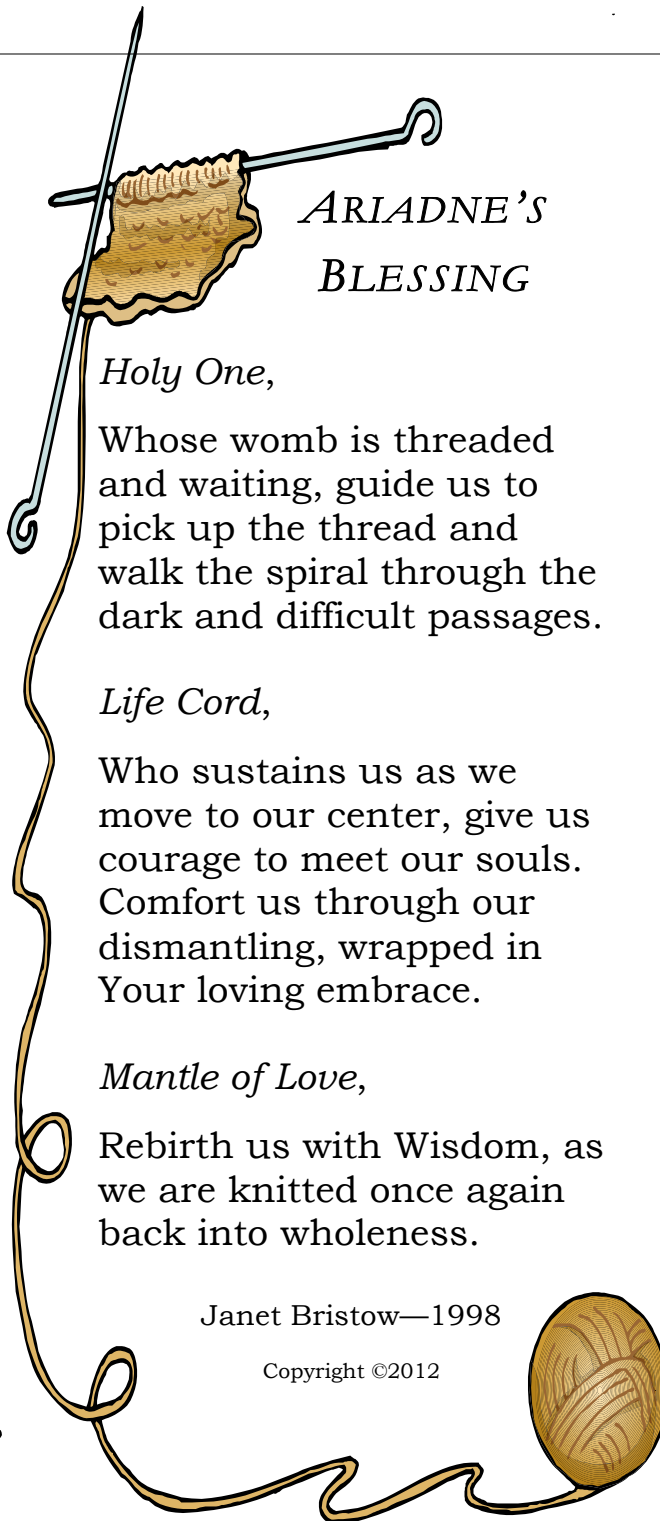 ARIADNE'S
BLESSING
Holy One,
Whose womb is threaded
and waiting, guide us to
pick up the thread and
walk the spiral through the
dark and difficult passages.
Life Cord,
Who sustains us as we
move to our center, give us
courage to meet our souls.
Comfort us through our
dismantling, wrapped in
Your loving embrace.
Mantle of Love,
Rebirth us with Wisdom, as
we are knitted once again
back into wholeness.
Janet Bristow—1998
Copyright ©2012